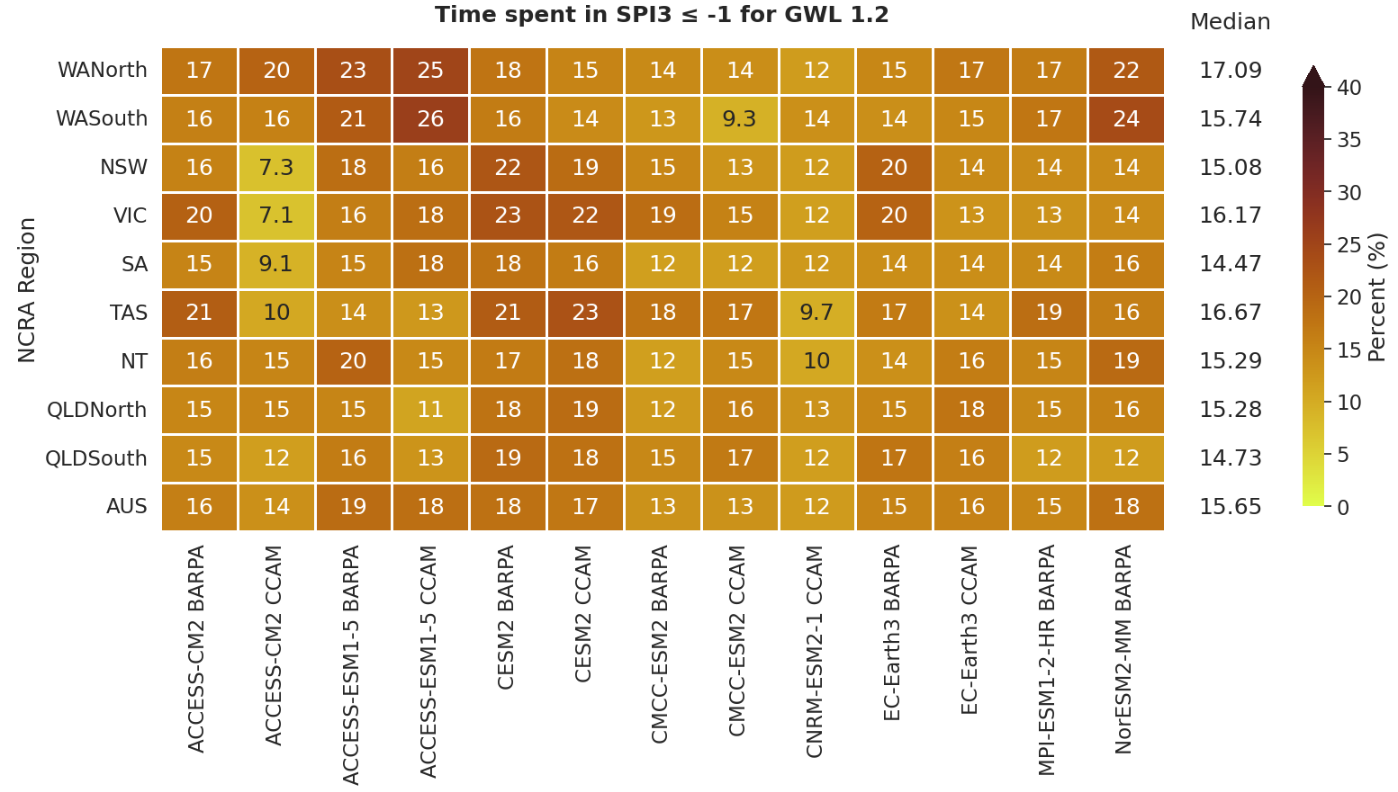 Time spent in SPI3 ≤ -1 for GWL 1.2
Median
WANorth 17 20 23 25 18 15 14 14 12 15 17 17 22 17.09
WASouth 16 16 21 26 16 14 13 9.3 14 14 15 17 24 15.74
NSW 16 7.3 18 16 22 19 15 13 12 20 14 14 14 15.08
VIC 20 7.1 16 18 23 22 19 15 12 20 13 13 14 16.17
SA 15 9.1 15 18 18 16 12 12 12 14 14 14 16 14.47
TAS 21 10 14 13 21 23 18 17 9.7 17 14 19 16 16.67
NT 16 15 20 15 17 18 12 15 10 14 16 15 19 15.29
QLDNorth 15 15 15 11 18 19 12 16 13 15 18 15 16 15.28
QLDSouth 15 12 16 13 19 18 15 17 12 17 16 12 12 14.73
AUS 16 14 19 18 18 17 13 13 12 15 16 15 18 15.65
NCRA Region
ACCESS-CM2 BARPA
ACCESS-CM2 CCAM
ACCESS-ESM1-5 BARPA
ACCESS-ESM1-5 CCAM
CESM2 BARPA
CESM2 CCAM
CMCC-ESM2 BARPA
CMCC-ESM2 CCAM
CNRM-ESM2-1 CCAM
EC-Earth3 BARPA
EC-Earth3 CCAM
MPI-ESM1-2-HR BARPA
NorESM2-MM BARPA
40
35
30
25
20
15
10
5
0
Percent (%)